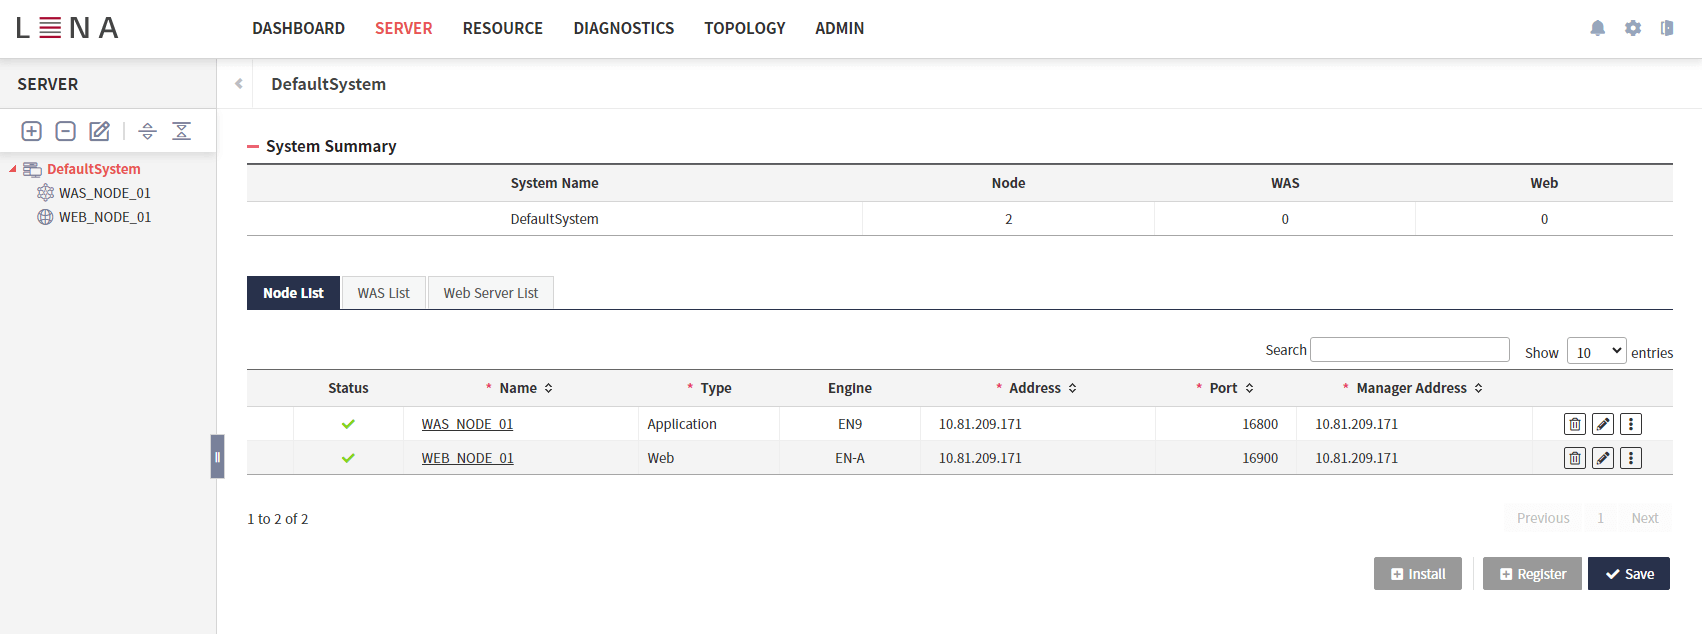 LENA DASHBOARD SERVER RESOURCE DIAGNOSTICS TOPOLOGY ADMIN
SERVER
DefaultSystem
DefaultSystem
WAS_NODE_01
WEB_NODE_01
System Summary
System Name Node WAS Web
DefaultSystem 2 0 0
Node List WAS List Web Server List
Search Show 10 entries
Status * Name * Type Engine * Address * Port * Manager Address
WAS_NODE_01 Application EN9 10.81.209.171 16800 10.81.209.171
WEB_NODE_01 Web EN-A 10.81.209.171 16900 10.81.209.171
1 to 2 of 2 Previous 1 Next
Install Register Save